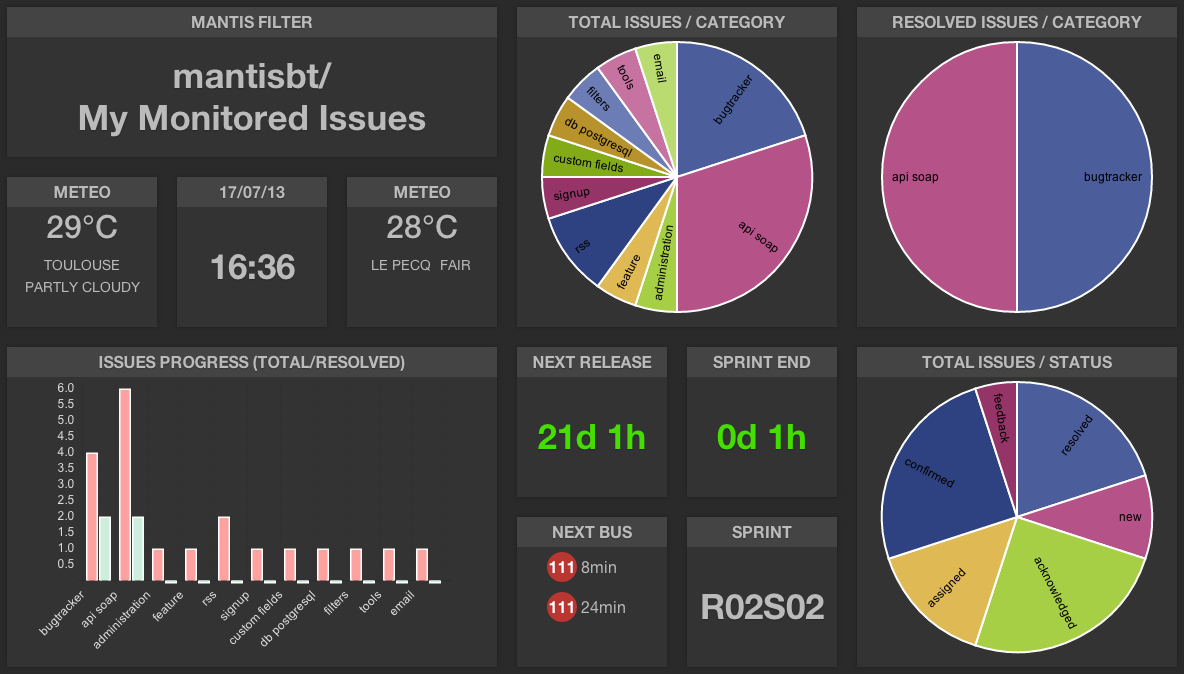 MANTIS FILTER
mantisbt/
My Monitored Issues
TOTAL ISSUES / CATEGORY
bugtracker
api soap
administration
feature
rss
signup
custom fields
db postgresql
filters
tools
email
RESOLVED ISSUES / CATEGORY
api soap
bugtracker
METEO
29°C
TOULOUSE
PARTLY CLOUDY
17/07/13
16:36
METEO
28°C
LE PECQ FAIR
ISSUES PROGRESS (TOTAL/RESOLVED)
6.0
5.5
5.0
4.5
4.0
3.5
3.0
2.5
2.0
1.5
1.0
0.5
bugtracker
api soap
administration
feature
rss
signup
custom fields
db postgresql
filters
tools
email
NEXT RELEASE
21d 1h
SPRINT END
0d 1h
NEXT BUS
111 8min
111 24min
SPRINT
R02S02
TOTAL ISSUES / STATUS
resolved
new
acknowledged
assigned
confirmed
feedback